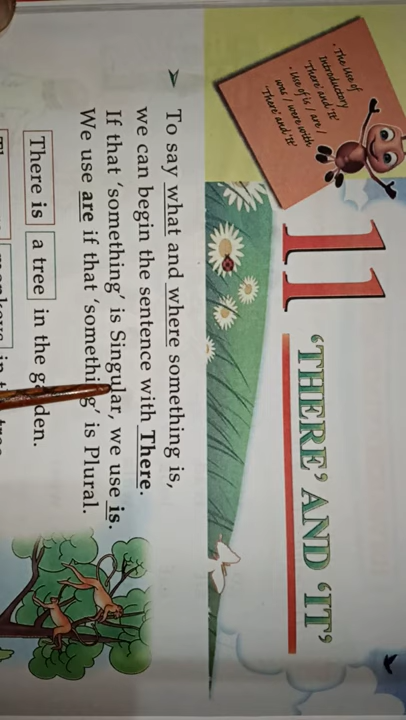 • The use of
Introductory
'There' and 'It'
• Use of is / are /
was / were with
'There' and 'It'
11
'THERE' AND 'IT'
➤ To say what and where something is,
we can begin the sentence with There.
If that 'something' is Singular, we use is.
We use are if that 'something' is Plural.
There is a tree in the garden.